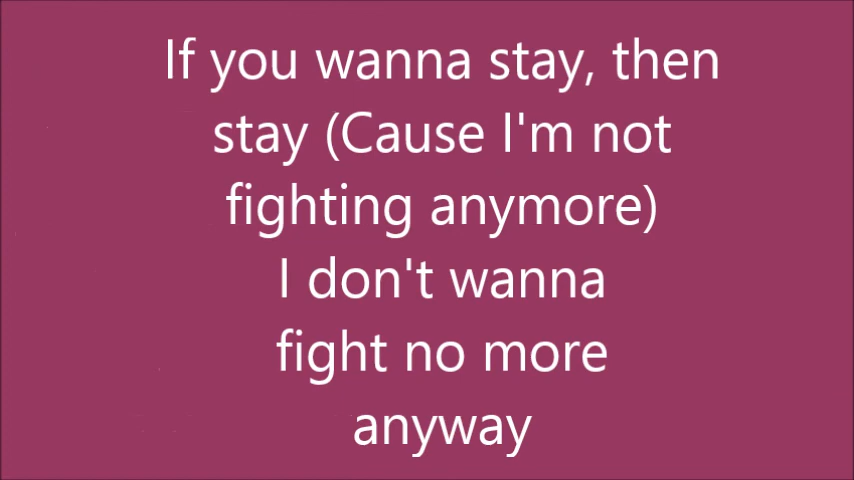 If you wanna stay, then
stay (Cause I'm not
fighting anymore)
I don't wanna
fight no more
anyway